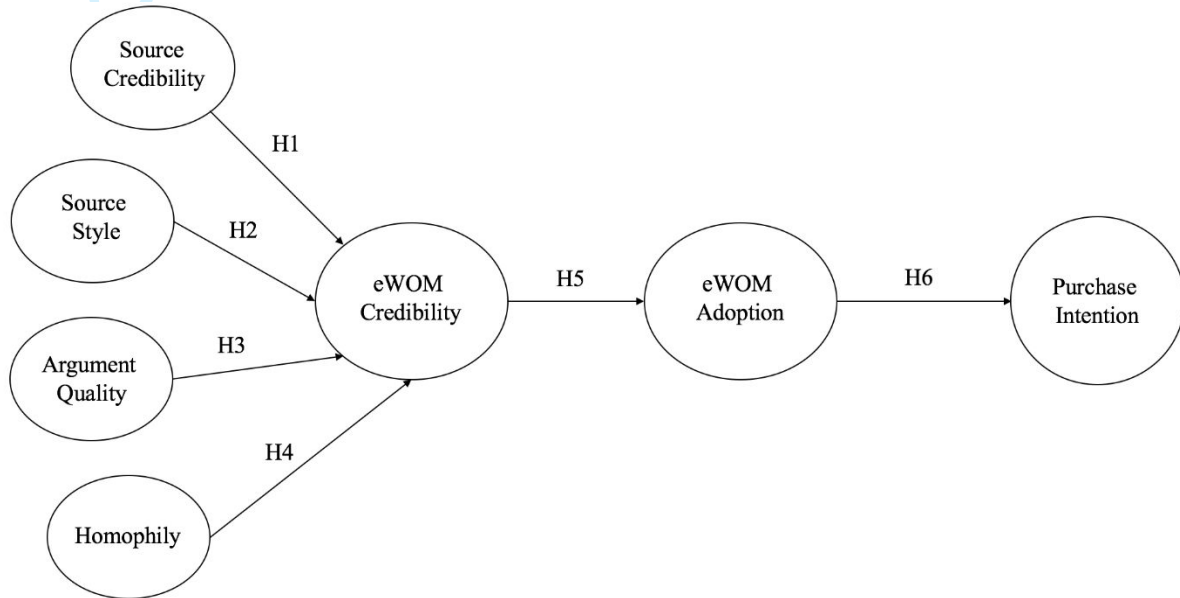 Source
Credibility
H1
Source
Style
H2
eWOM
Credibility
H5
eWOM
Adoption
H6
Purchase
Intention
H3
Argument
Quality
H4
Homophily